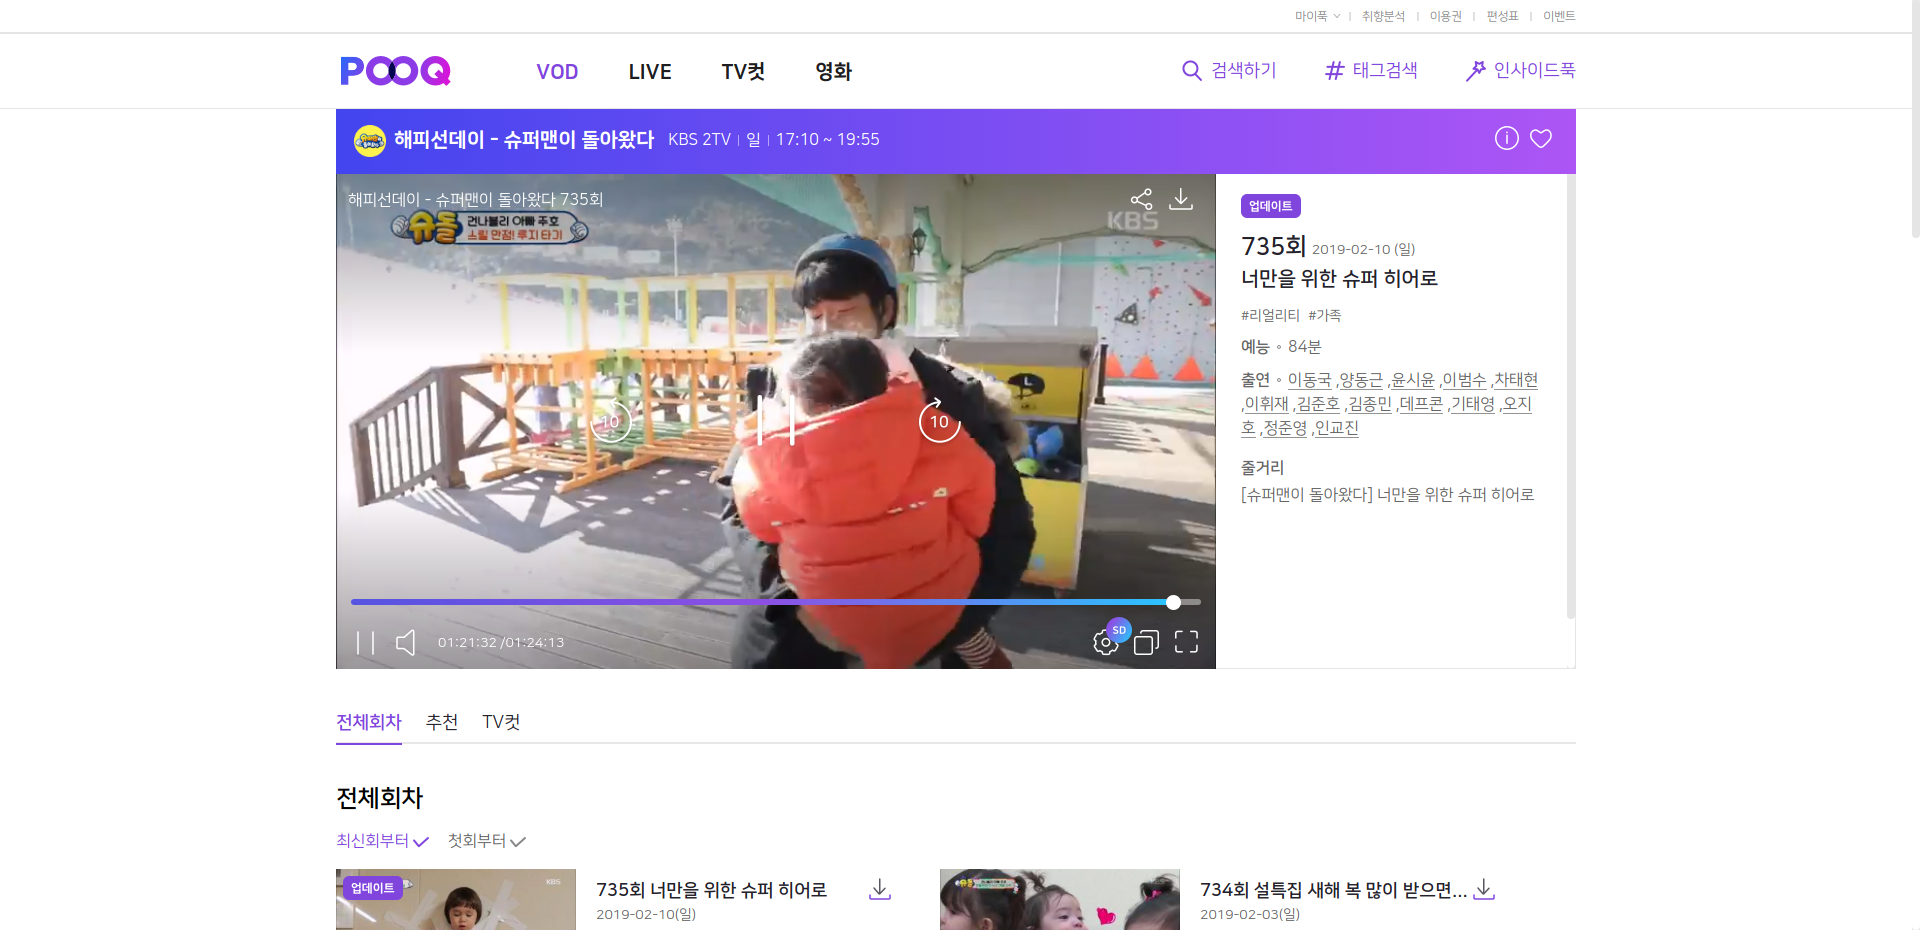 마이푹
취향분석
이용권
편성표
이벤트
POOQ
VOD
LIVE
TV컷
영화
검색하기
태그검색
인사이드푹
해피선데이 - 슈퍼맨이 돌아왔다
KBS 2TV
일
17:10 ~ 19:55
해피선데이 - 슈퍼맨이 돌아왔다 735회
슈돌
건나블리 아빠 주호
스릴 만점! 루지 타기
KBS
10
10
01:21:32 /01:24:13
SD
업데이트
735회 2019-02-10 (일)
너만을 위한 슈퍼 히어로
#리얼리티 #가족
예능 84분
출연 이동국 ,양동근 ,윤시윤 ,이범수 ,차태현
,이휘재 ,김준호 ,김종민 ,데프콘 ,기태영 ,오지
호 ,정준영 ,인교진
줄거리
[슈퍼맨이 돌아왔다] 너만을 위한 슈퍼 히어로
전체회차
추천
TV컷
전체회차
최신회부터
첫회부터
업데이트
KBS
735회 너만을 위한 슈퍼 히어로
2019-02-10(일)
734회 설특집 새해 복 많이 받으면...
2019-02-03(일)